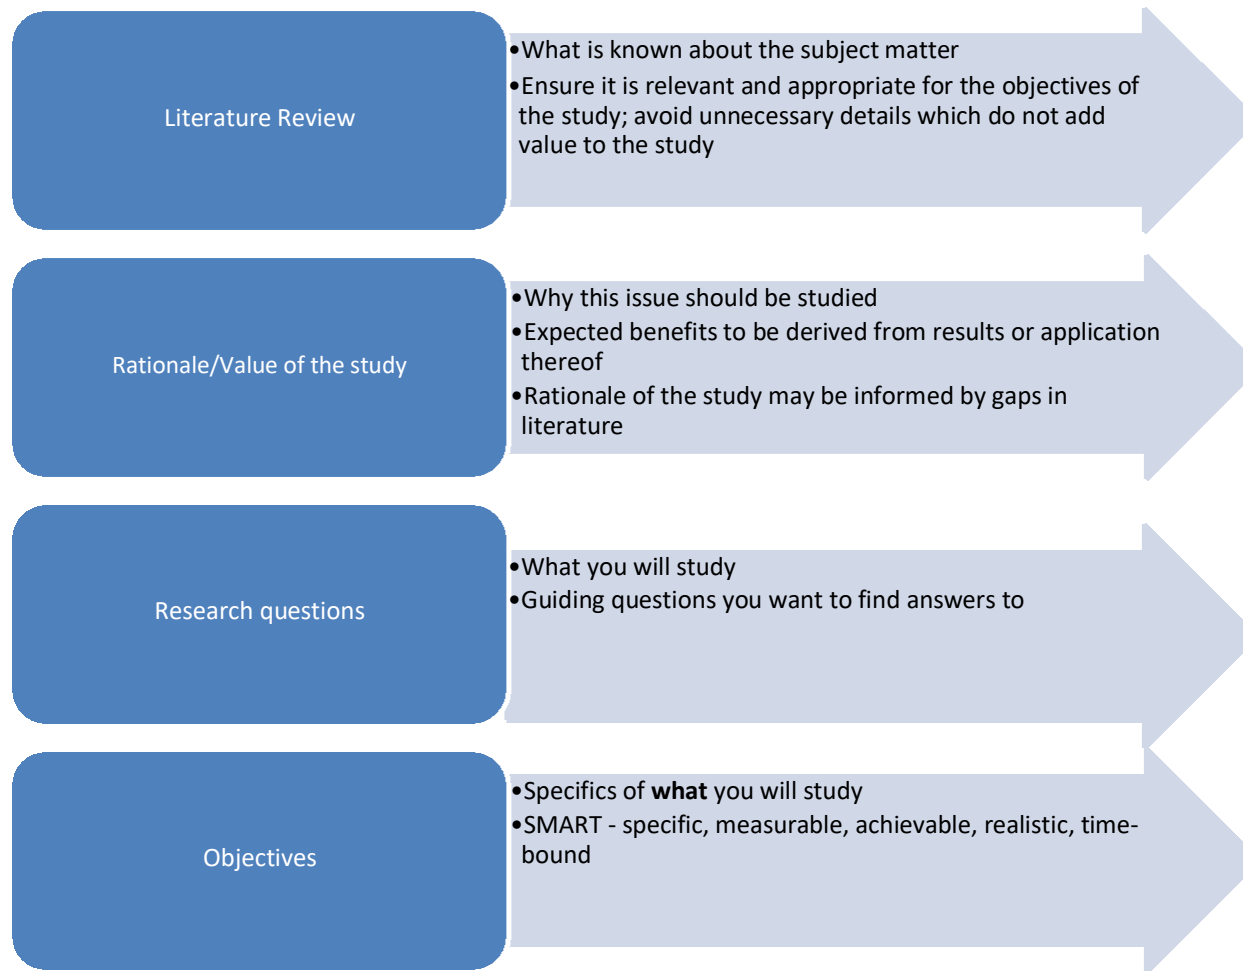 Literature Review
•What is known about the subject matter
•Ensure it is relevant and appropriate for the objectives of
the study; avoid unnecessary details which do not add
value to the study
Rationale/Value of the study
•Why this issue should be studied
•Expected benefits to be derived from results or application
thereof
•Rationale of the study may be informed by gaps in
literature
Research questions
•What you will study
•Guiding questions you want to find answers to
Objectives
•Specifics of what you will study
•SMART - specific, measurable, achievable, realistic, time-
bound